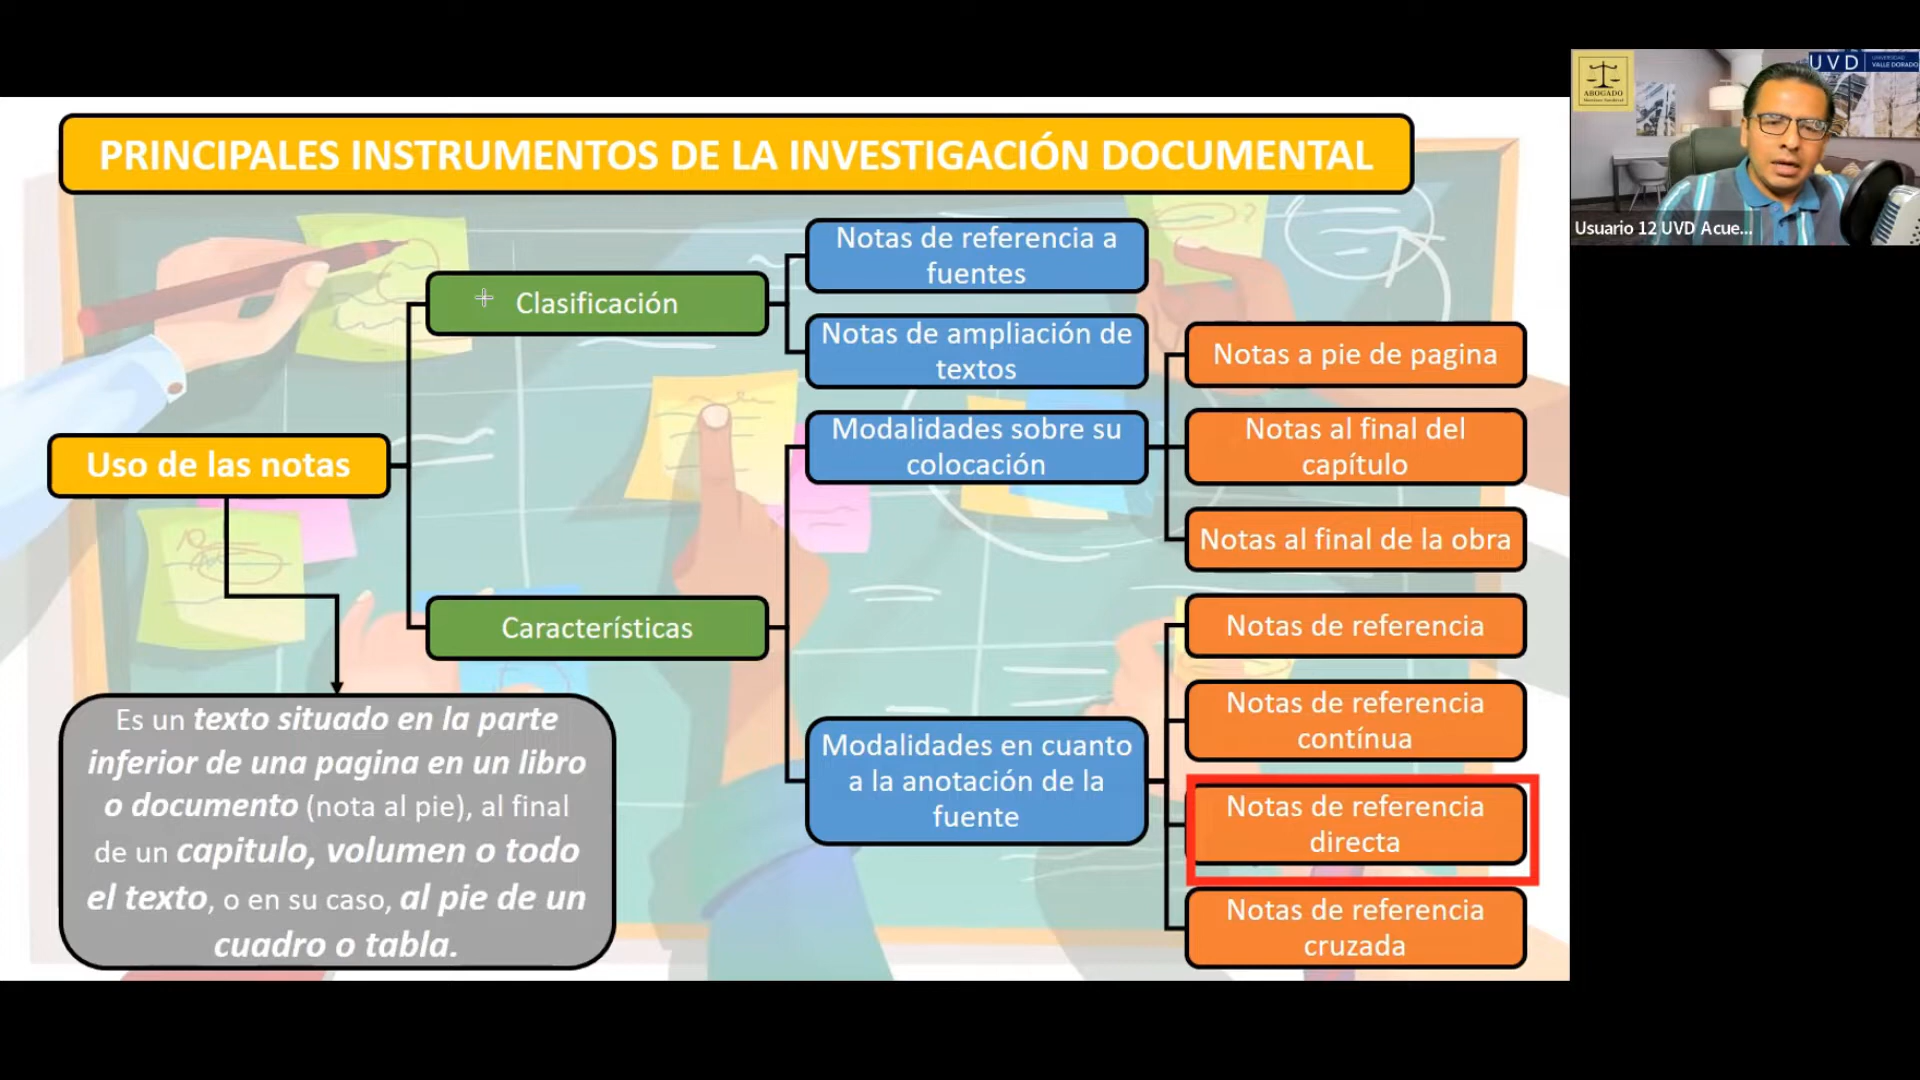 PRINCIPALES INSTRUMENTOS DE LA INVESTIGACIÓN DOCUMENTAL
Uso de las notas
Es un texto situado en la parte
inferior de una pagina en un libro
o documento (nota al pie), al final
de un capitulo, volumen o todo
el texto, o en su caso, al pie de un
cuadro o tabla.
Clasificación
Notas de referencia a
fuentes
Notas de ampliación de
textos
Características
Modalidades sobre su
colocación
Notas a pie de pagina
Notas al final del
capítulo
Notas al final de la obra
Modalidades en cuanto
a la anotación de la
fuente
Notas de referencia
Notas de referencia
contínua
Notas de referencia
directa
Notas de referencia
cruzada
ABOGADO
UVD
UNIVERSIDAD
VALLE DORADO
Usuario 12 UVD Acue...